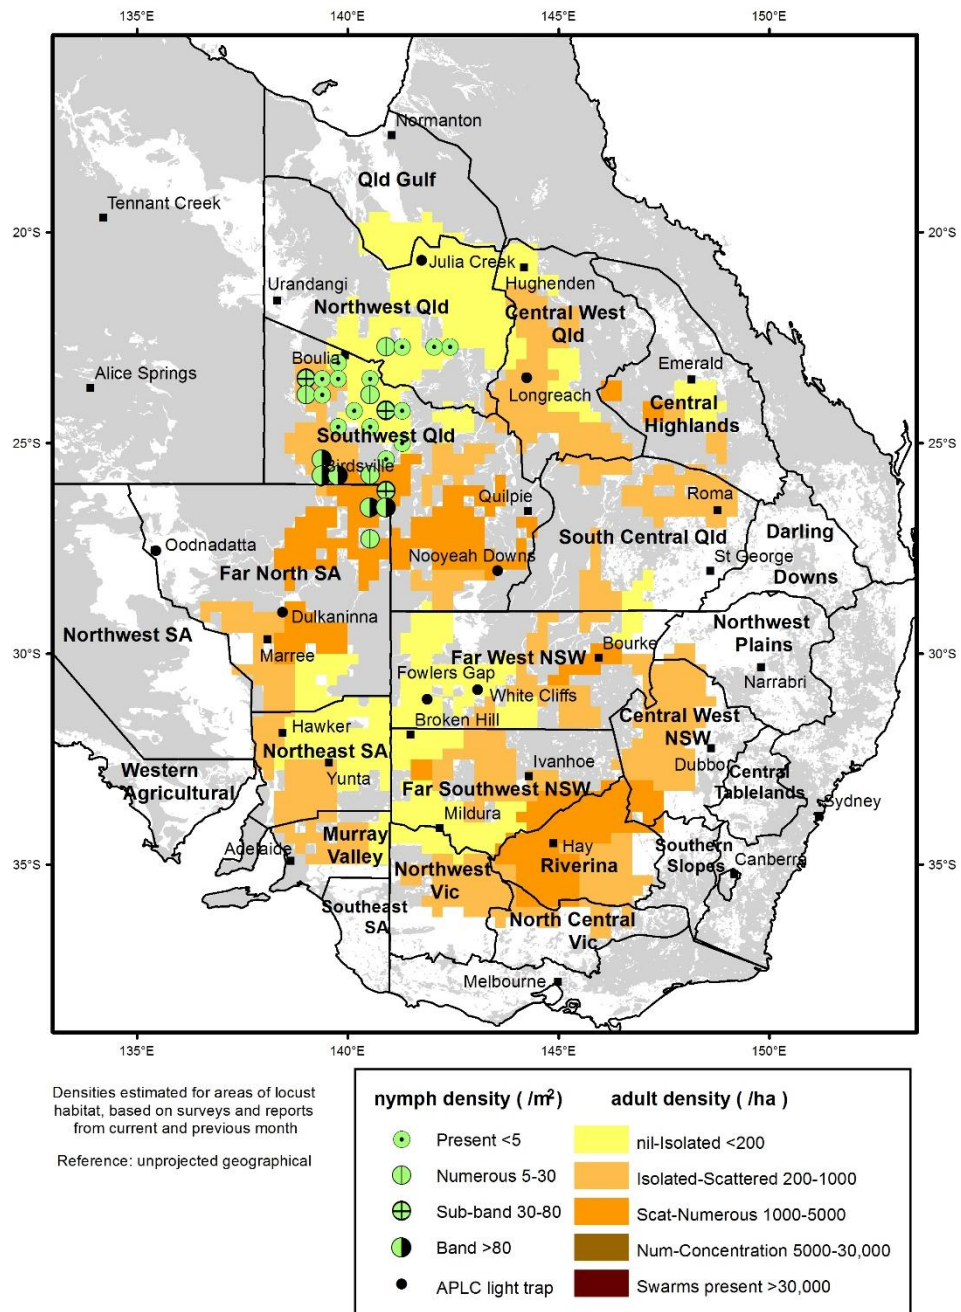 135°E 140°E 145°E 150°E
Normanton
Qld Gulf
Tennant Creek
20°S 20°S
Julia Creek
Urandangi
Hughenden
Northwest Qld
Central West
Qld
Boulia
Alice Springs
Emerald
Longreach
Central
Highlands
Southwest Qld
25°S 25°S
Birdsville
Quilpie
Roma
Oodnadatta
South Central Qld
Darling
Downs
Nooyeah Downs
St George
Far North SA
Dulkaninna
Northwest SA
Northwest
Plains
Marree
Bourke
30°S 30°S
Far West NSW
Narrabri
Fowlers Gap
White Cliffs
Broken Hill
Hawker
Central West
NSW
Northeast SA
Dubbo
Western
Agricultural
Yunta
Ivanhoe
Central
Tablelands
Far Southwest NSW
Sydney
Mildura
Murray
Valley
Adelaide
Hay
Riverina
Southern
Slopes
35°S 35°S
Canberra
Northwest
Vic
Southeast
SA
North Central
Vic
Melbourne
135°E 140°E 145°E 150°E
Densities estimated for areas of locust
habitat, based on surveys and reports
from current and previous month
Reference: unprojected geographical
nymph density ( /m²) adult density ( /ha )
Present <5 nil-Isolated <200
Numerous 5-30 Isolated-Scattered 200-1000
Sub-band 30-80 Scat-Numerous 1000-5000
Band >80 Num-Concentration 5000-30,000
APLC light trap Swarms present >30,000